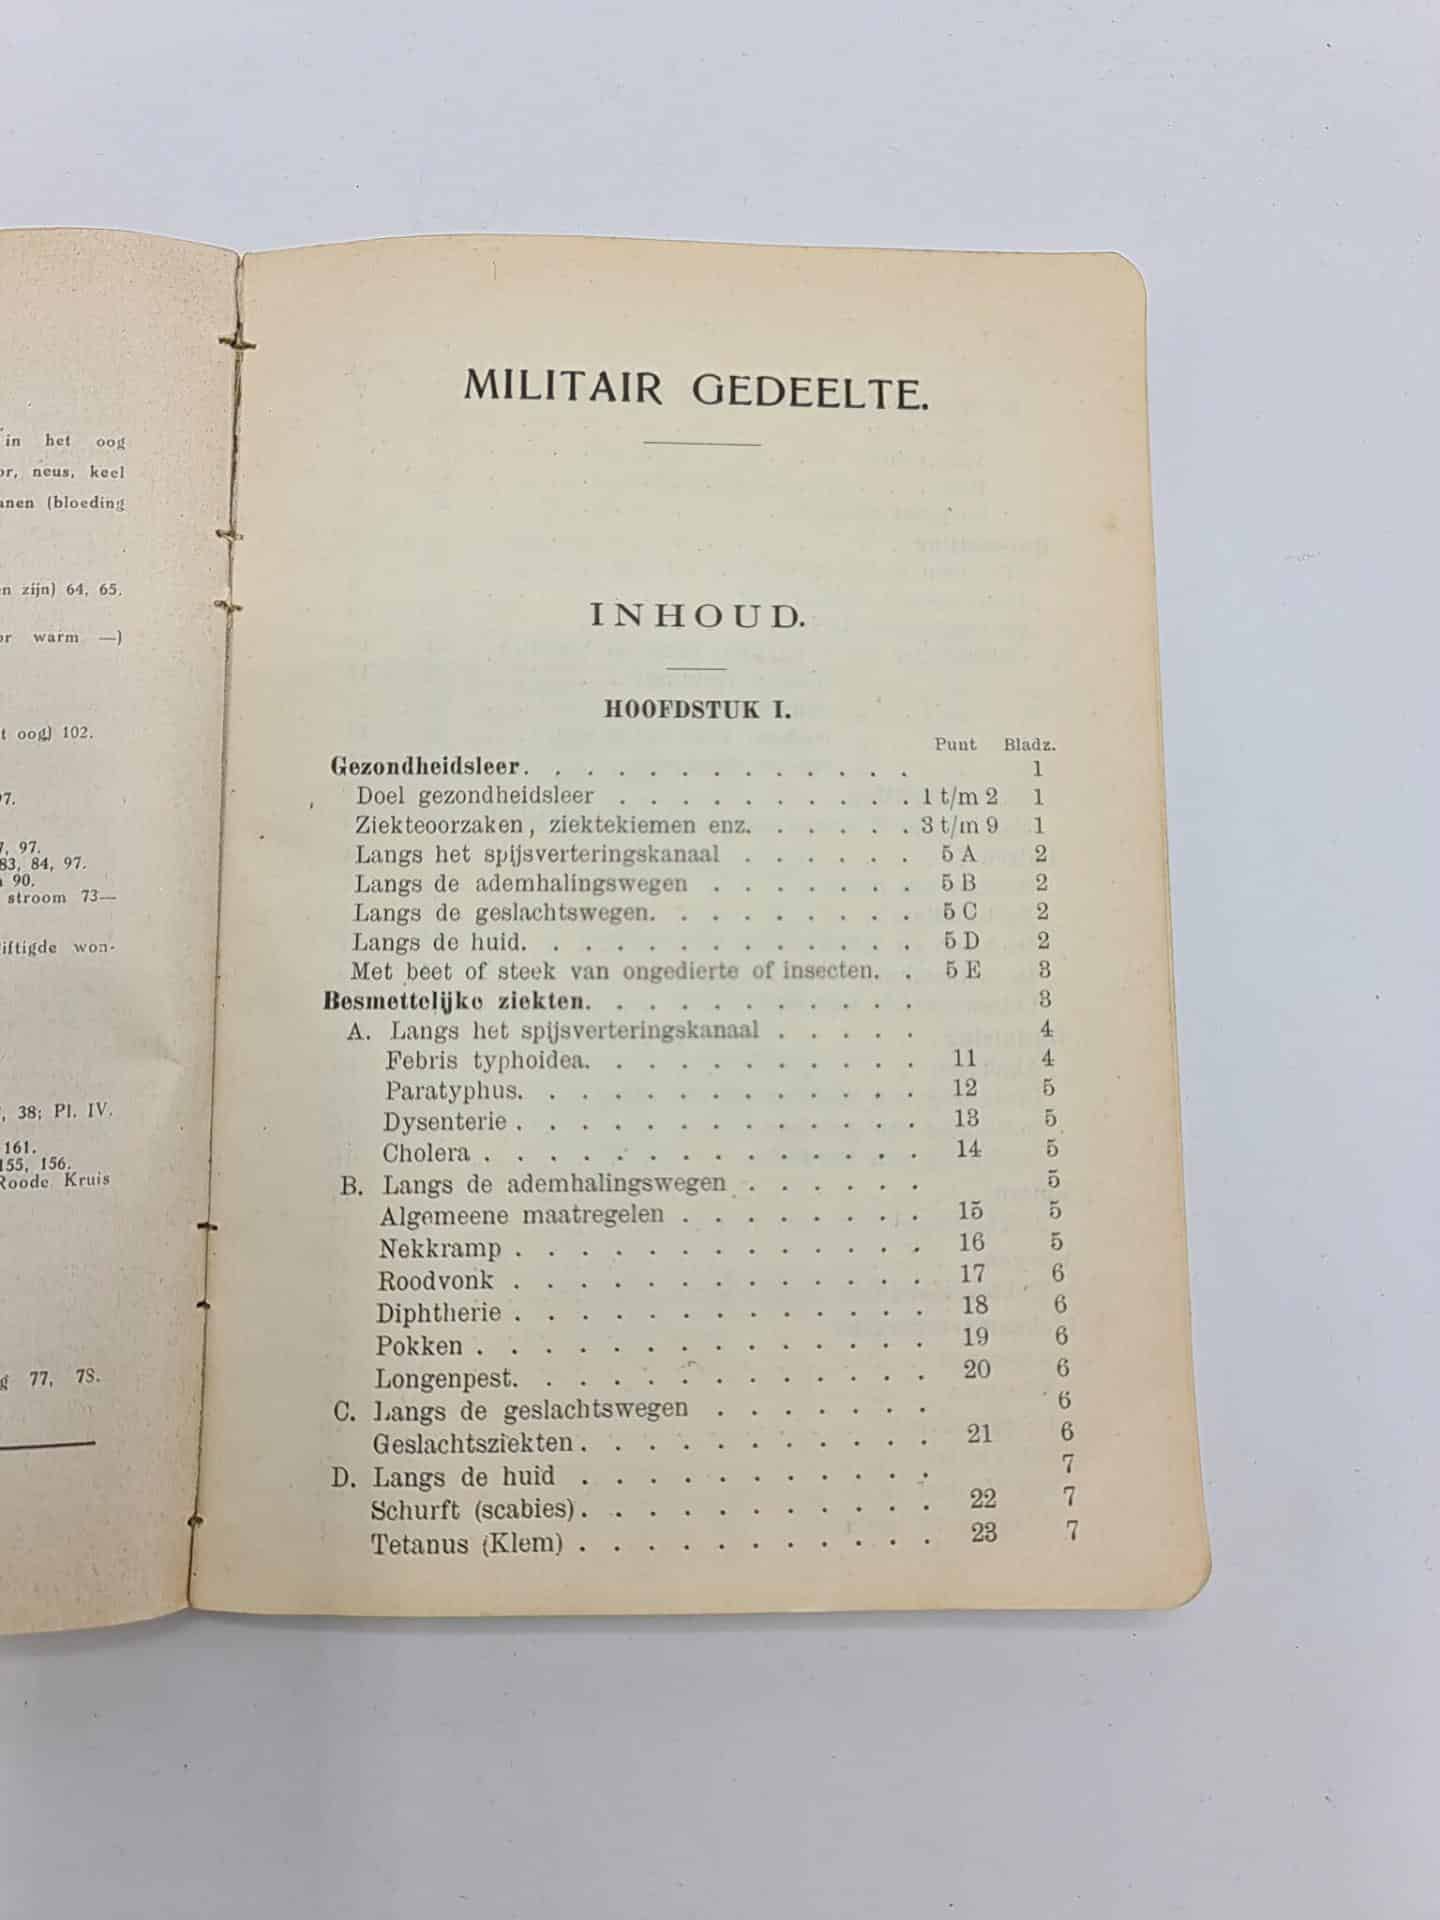 in het oog
neus, keel
(bloeding
zijn) 64, 65.
warm —)
oog) 102.
97.
83, 84, 97.
90.
stroom 73—
won-
38; Pl. IV.
161.
155, 156.
Roode Kruis
77, 78.
MILITAIR GEDEELTE.
INHOUD.
HOOFDSTUK I.
Punt Bladz.
Gezondheidsleer. . . . . . . . . . . . 1
Doel gezondheidsleer . . . . . . . . . . 1 t/m 2 1
Ziekteoorzaken, ziektekiemen enz. . . . . . 3 t/m 9 1
Langs het spijsverteringskanaal . . . . . . 5 A 2
Langs de ademhalingswegen . . . . . . . 5 B 2
Langs de geslachtswegen. . . . . . . . . 5 C 2
Langs de huid. . . . . . . . . . . . 5 D 2
Met beet of steek van ongedierte of insecten. . 5 E 3
Besmettelijke ziekten. . . . . . . . . . 3
A. Langs het spijsverteringskanaal . . . . . 4
Febris typhoidea. . . . . . . . . . . 11 4
Paratyphus. . . . . . . . . . . . . 12 5
Dysenterie . . . . . . . . . . . . . 13 5
Cholera . . . . . . . . . . . . . . 14 5
B. Langs de ademhalingswegen . . . . . . 5
Algemeene maatregelen . . . . . . . . 15 5
Nekkramp . . . . . . . . . . . . . 16 5
Roodvonk . . . . . . . . . . . . . 17 6
Diphtherie . . . . . . . . . . . . . 18 6
Pokken . . . . . . . . . . . . . . 19 6
Longenpest. . . . . . . . . . . . . 20 6
C. Langs de geslachtswegen . . . . . . . 6
Geslachtsziekten . . . . . . . . . . . 21 6
D. Langs de huid . . . . . . . . . . . 7
Schurft (scabies). . . . . . . . . . . 22 7
Tetanus (Klem) . . . . . . . . . . . 23 7